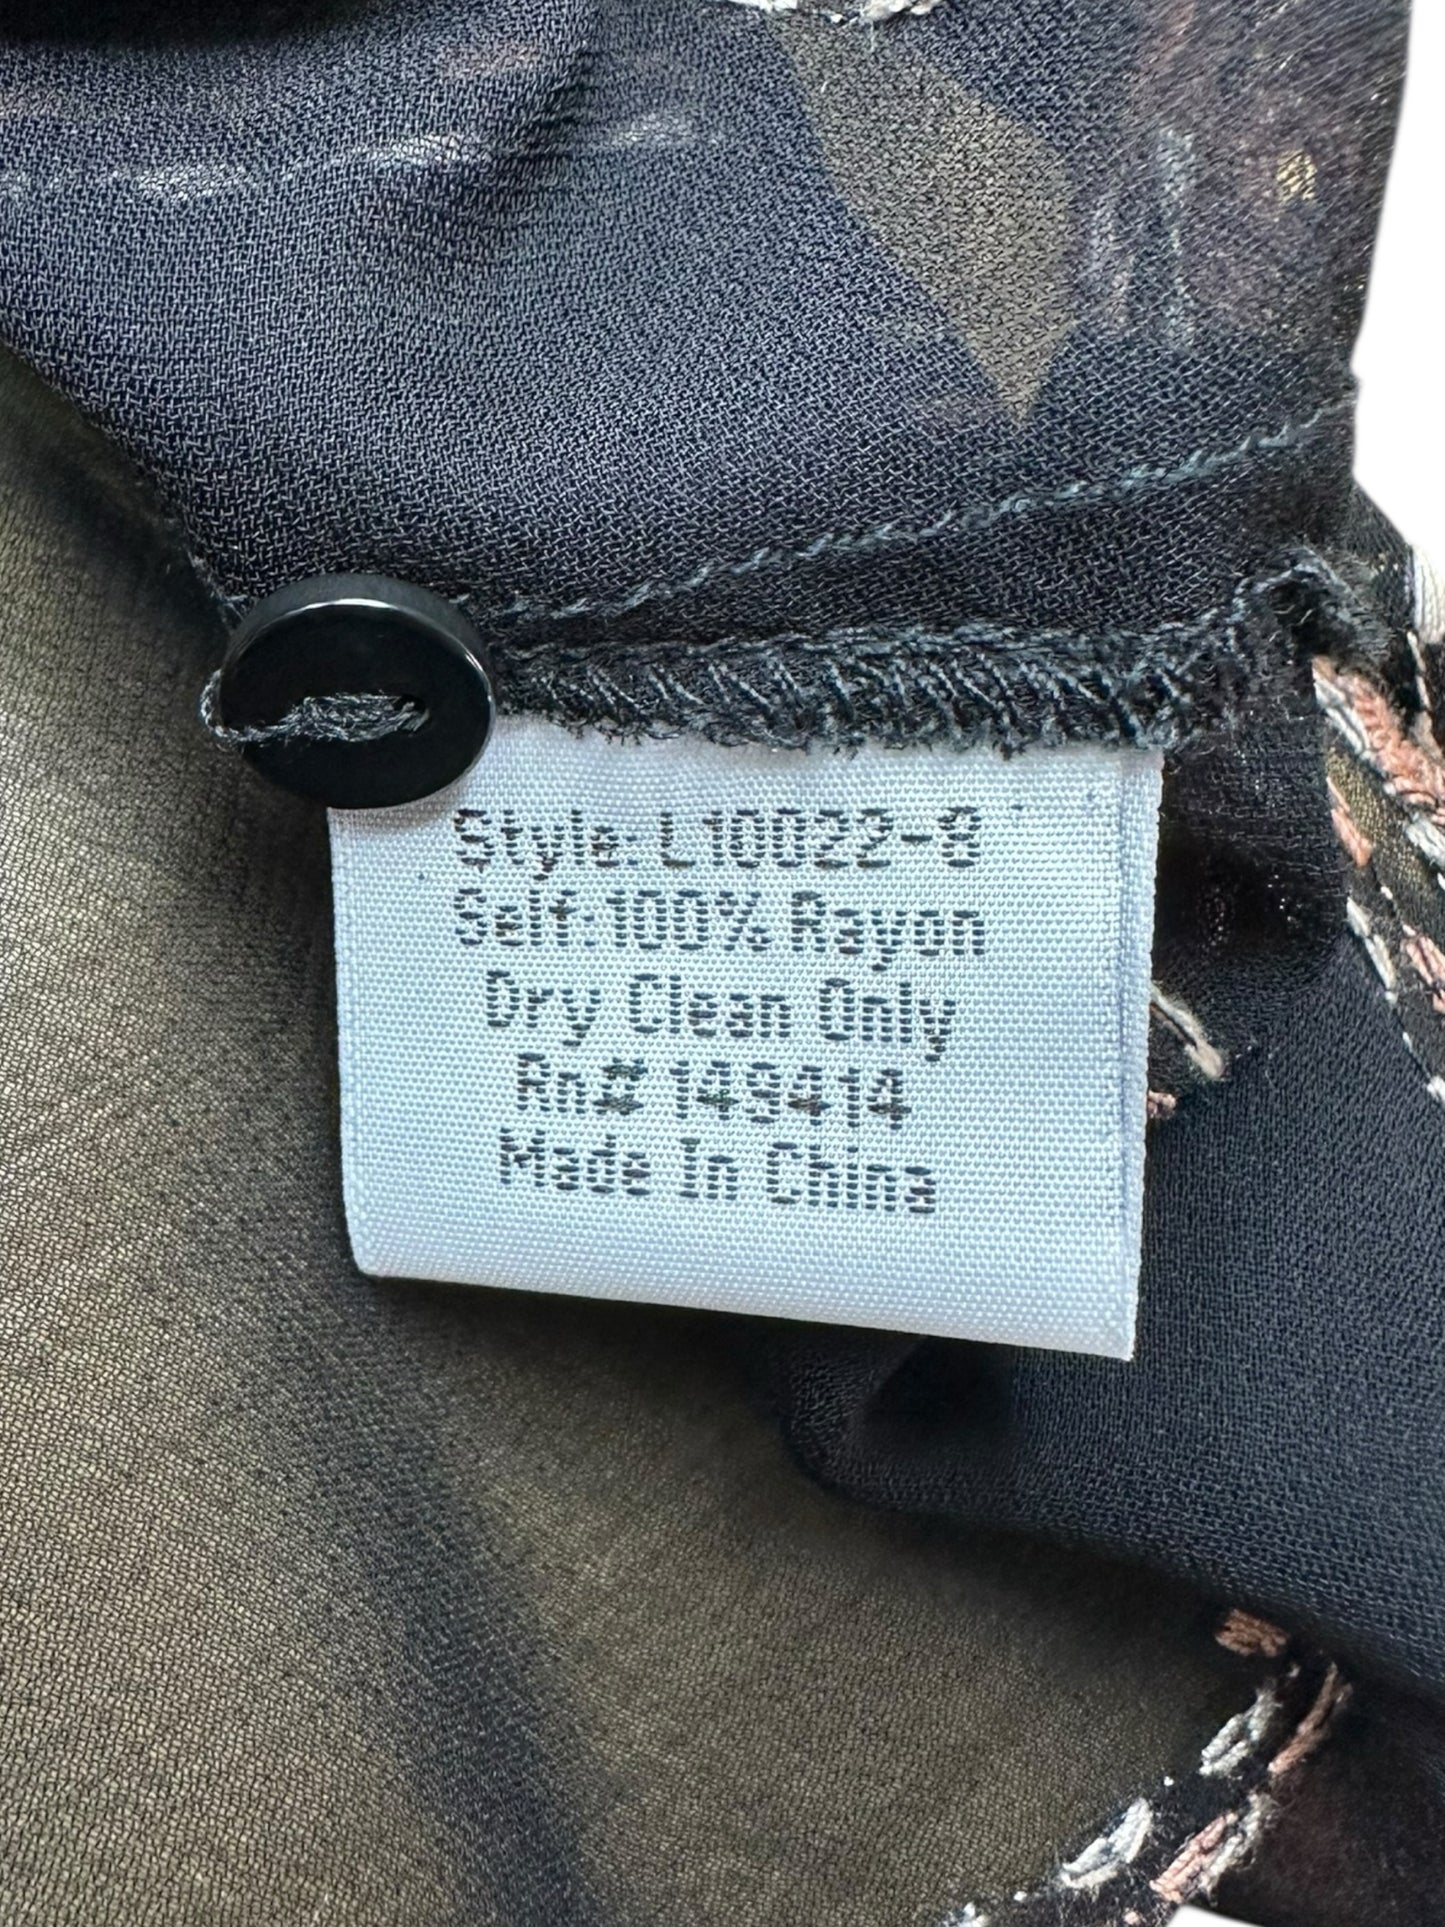 Style: L10022-8
Self:100% Rayon
Dry Clean Only
Rn# 149414
Made In China